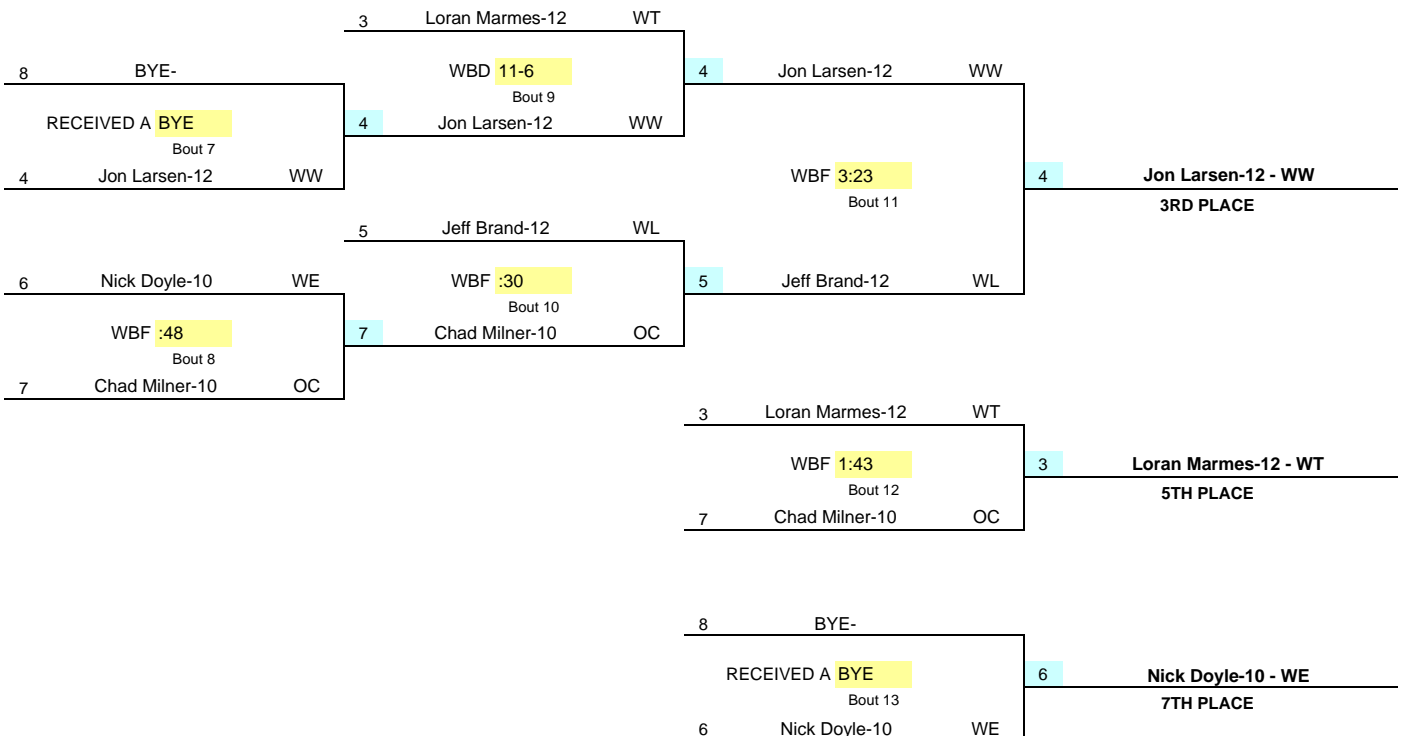 3 Loran Marmes-12 WT
8 BYE-
WBD 11-6
4 Jon Larsen-12 WW
Bout 9
RECEIVED A BYE
4 Jon Larsen-12 WW
Bout 7
4 Jon Larsen-12 WW
WBF 3:23
4 Jon Larsen-12 - WW
Bout 11
3RD PLACE
5 Jeff Brand-12 WL
6 Nick Doyle-10 WE
WBF :30
5 Jeff Brand-12 WL
Bout 10
WBF :48
7 Chad Milner-10 OC
Bout 8
7 Chad Milner-10 OC
3 Loran Marmes-12 WT
WBF 1:43
3 Loran Marmes-12 - WT
Bout 12
5TH PLACE
7 Chad Milner-10 OC
8 BYE-
RECEIVED A BYE
6 Nick Doyle-10 - WE
Bout 13
7TH PLACE
6 Nick Doyle-10 WE